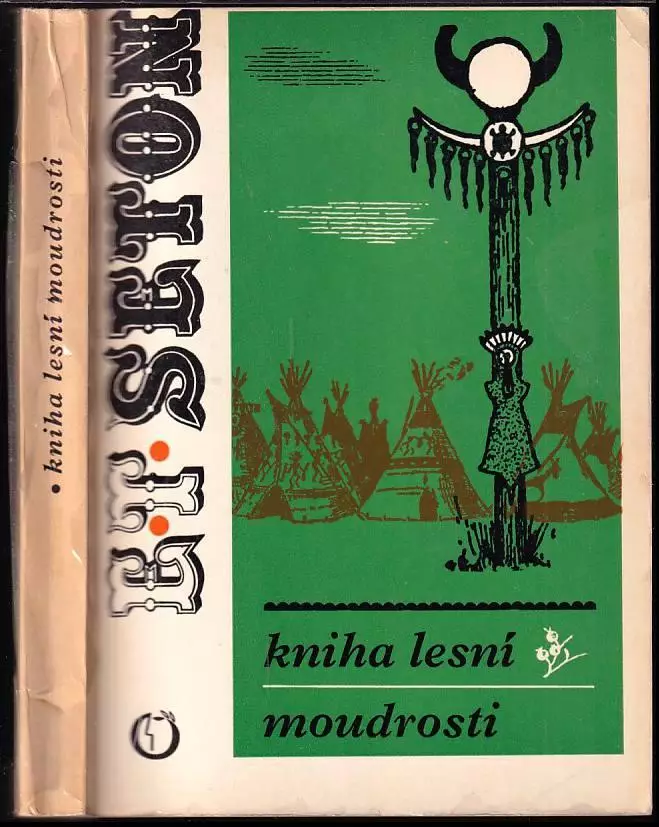 • kniha lesní moudrosti
E.T. SETON
kniha lesní
moudrosti